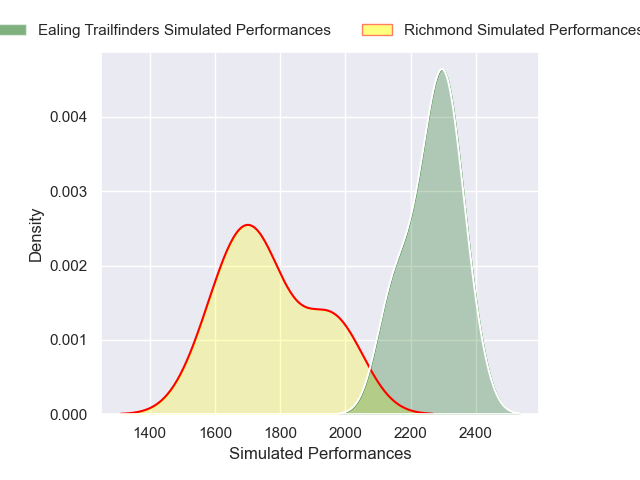 Ealing Trailfinders Simulated Performances Richmond Simulated Performances
0.004
0.003
0.002
0.001
0.000
Density
1400 1600 1800 2000 2200 2400
Simulated Performances